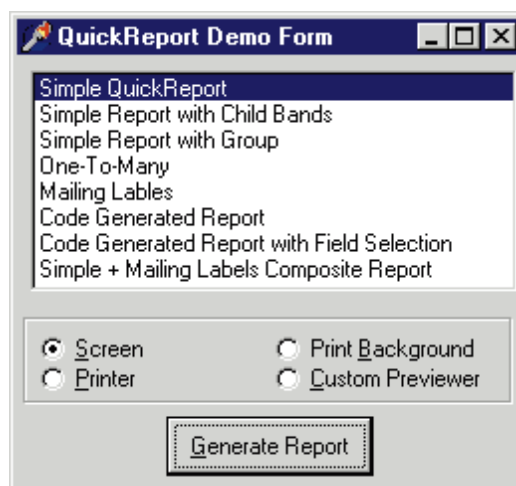 QuickReport Demo Form
Simple QuickReport
Simple Report with Child Bands
Simple Report with Group
One-To-Many
Mailing Lables
Code Generated Report
Code Generated Report with Field Selection
Simple + Mailing Labels Composite Report
Screen
Print Background
Printer
Custom Previewer
Generate Report